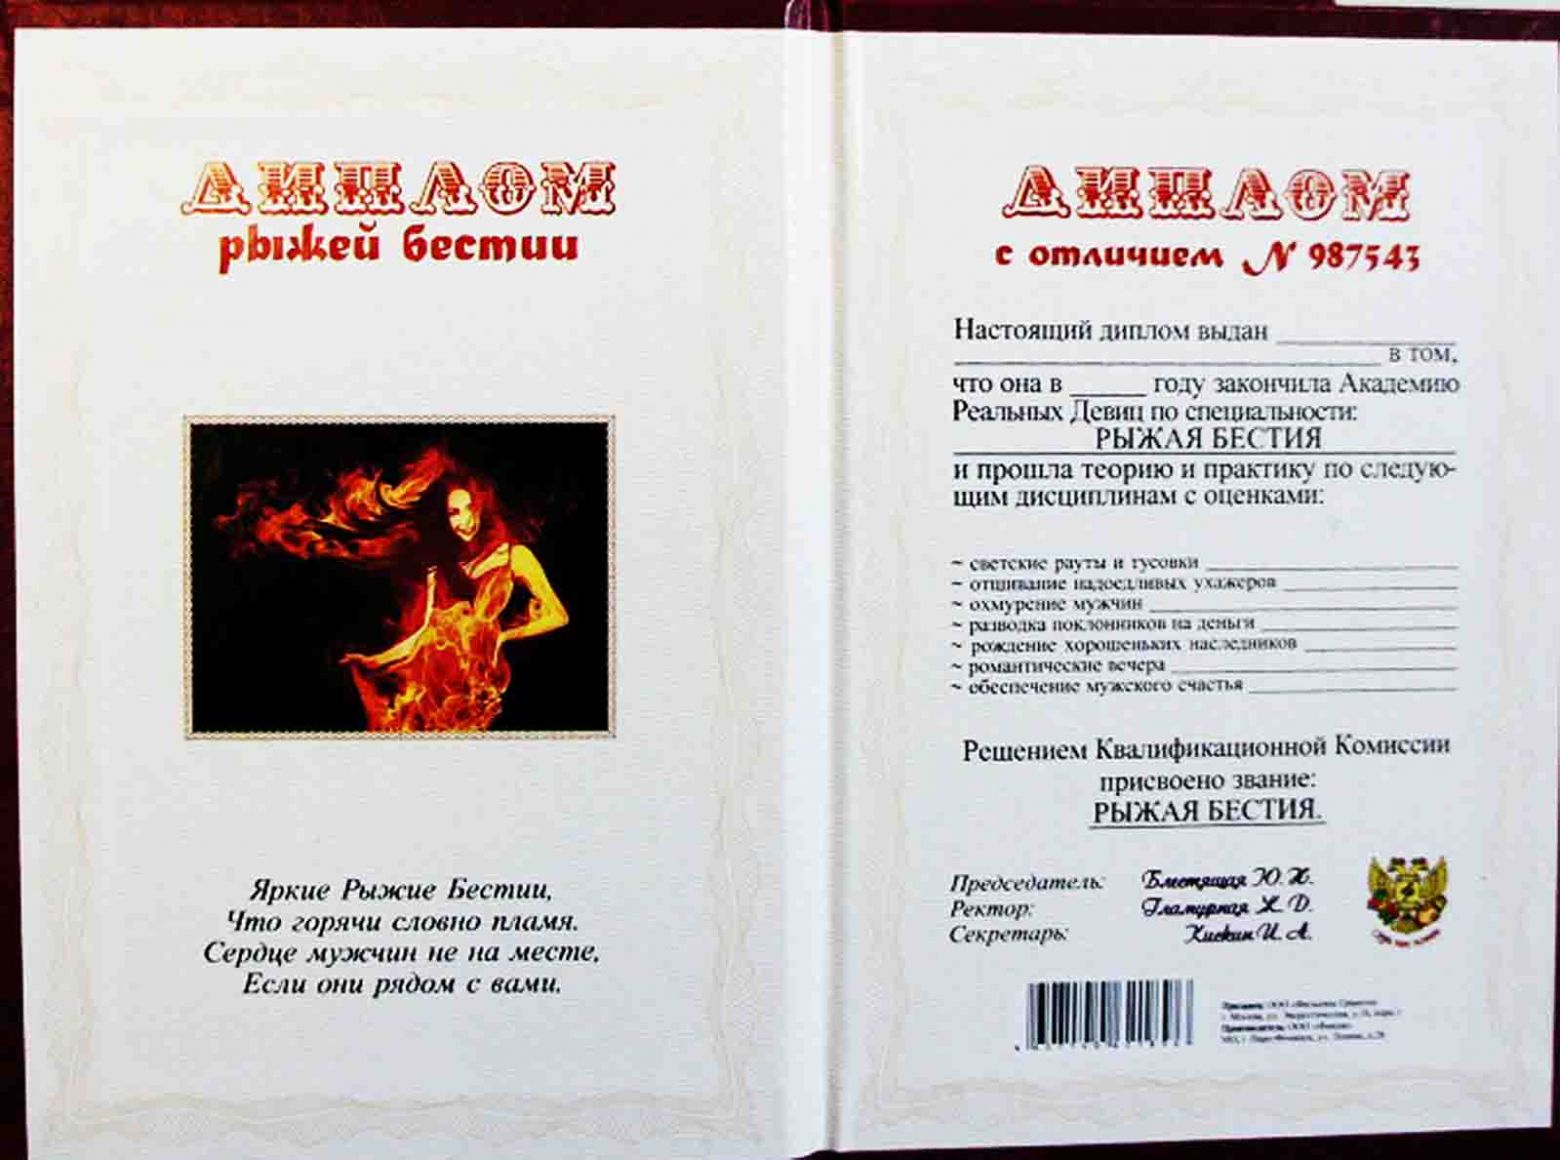 ДИПЛОМ
рыжей бестии
Яркие Рыжие Бестии,
Что горячи словно пламя.
Сердце мужчин не на месте,
Если они рядом с вами.
ДИПЛОМ
с отличием N 987543
Настоящий диплом выдан
в том,
что она в ______ году закончила Академию
Реальных Девиц по специальности:
РЫЖАЯ БЕСТИЯ
и прошла теорию и практику по следую-
щим дисциплинам с оценками:
~ светские рауты и тусовки
~ отшивание надоедливых ухажеров
~ охмурение мужчин
~ разводка поклонников на деньги
~ рождение хорошеньких наследников
~ романтические вечера
~ обеспечение мужского счастья
Решением Квалификационной Комиссии
присвоено звание:
РЫЖАЯ БЕСТИЯ.
Председатель: Блестящая Ю. Х.
Ректор: Гламурная Х. Д.
Секретарь: Кискин И. А.